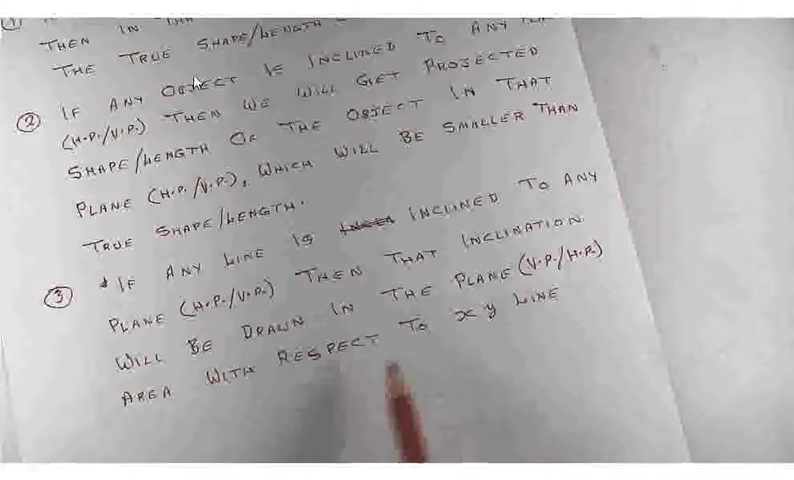 (1)
THEN IN THA
THE TRUE SHAPE/LENGTH
(2) IF ANY OBJECT IS INCLINED TO ANY PLA
(H.P./V.P.) THEN WE WILL GET PROJECTED
SHAPE/LENGTH OF THE OBJECT IN THAT
PLANE (H.P./V.P.), WHICH WILL BE SMALLER THAN
TRUE SHAPE/LENGTH.
(3) IF ANY LINE IS INCLINED TO ANY
PLANE (H.P./V.P.) THEN THAT INCLINATION
WILL BE DRAWN IN THE PLANE (V.P./H.P.)
AREA WITH RESPECT TO XY LINE